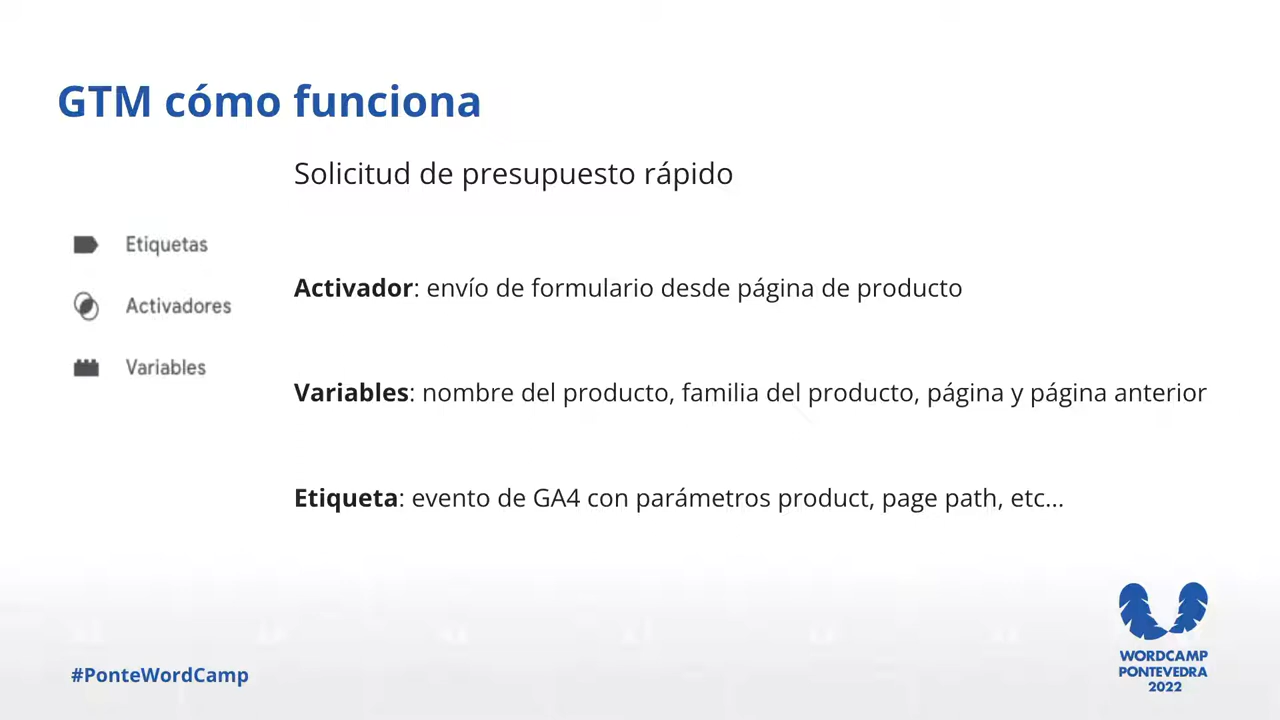 GTM cómo funciona
Solicitud de presupuesto rápido
Etiquetas
Activadores
Variables
Activador: envío de formulario desde página de producto
Variables: nombre del producto, familia del producto, página y página anterior
Etiqueta: evento de GA4 con parámetros product, page path, etc...
#PonteWordCamp
WORDCAMP
PONTEVEDRA
2022